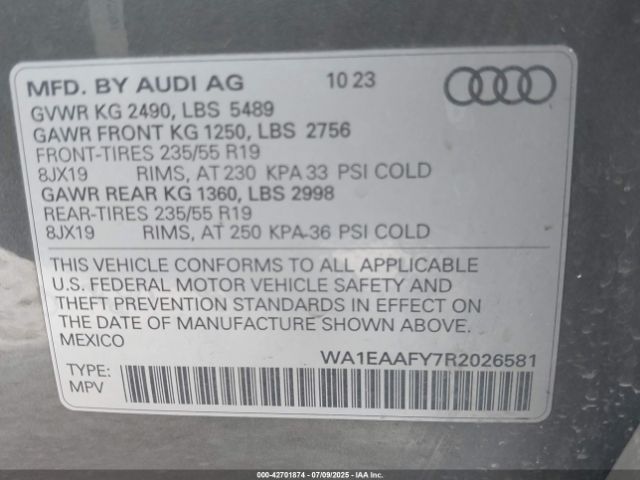 MFD. BY AUDI AG 10 23
GVWR KG 2490, LBS 5489
GAWR FRONT KG 1250, LBS 2756
FRONT-TIRES 235/55 R19
8JX19 RIMS, AT 230 KPA 33 PSI COLD
GAWR REAR KG 1360, LBS 2998
REAR-TIRES 235/55 R19
8JX19 RIMS, AT 250 KPA-36 PSI COLD
THIS VEHICLE CONFORMS TO ALL APPLICABLE
U.S. FEDERAL MOTOR VEHICLE SAFETY AND
THEFT PREVENTION STANDARDS IN EFFECT ON
THE DATE OF MANUFACTURE SHOWN ABOVE.
MEXICO
WA1EAAFY7R2026581
TYPE:
MPV
000-42701874 | 07/09/2025 - IAA Inc.